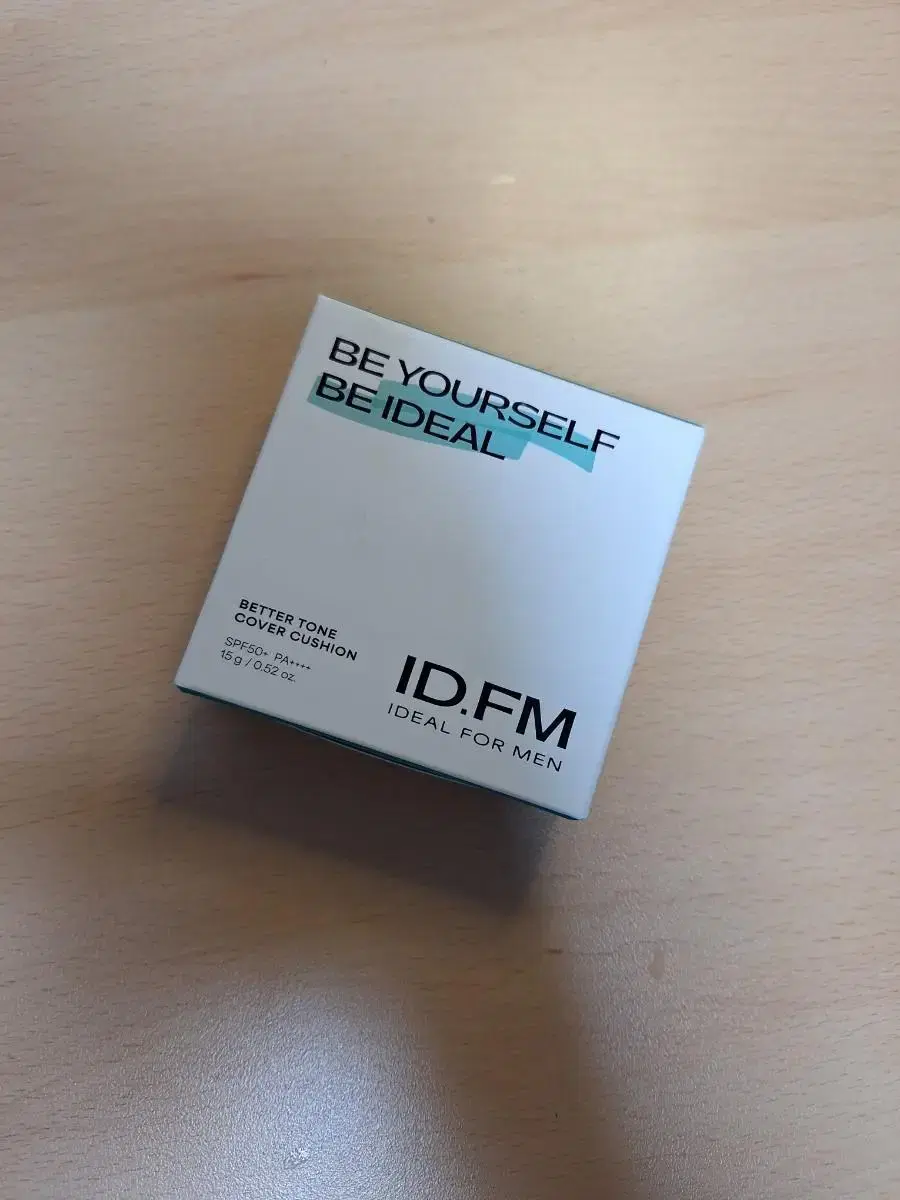 BE YOURSELF
BE IDEAL
BETTER TONE
COVER CUSHION
SPF50+ PA++++
15 g / 0.52 oz.
ID.FM
IDEAL FOR MEN